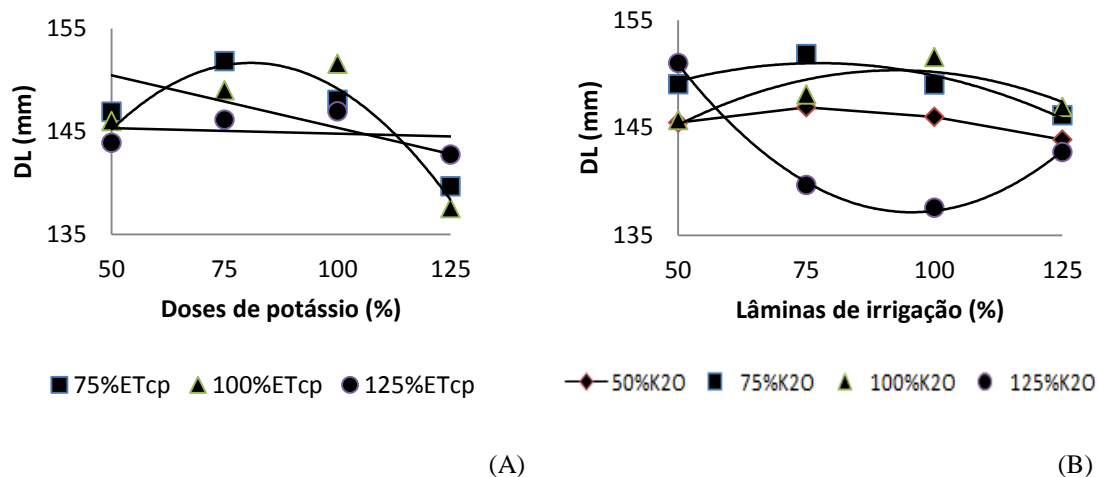 155
145
135
DL (mm)
50 75 100 125
Doses de potássio (%)
75%ETcp 100%ETcp 125%ETcp
(A)
155
145
135
DL (mm)
50 75 100 125
Lâminas de irrigação (%)
50%K2O 75%K2O 100%K2O 125%K2O
(B)